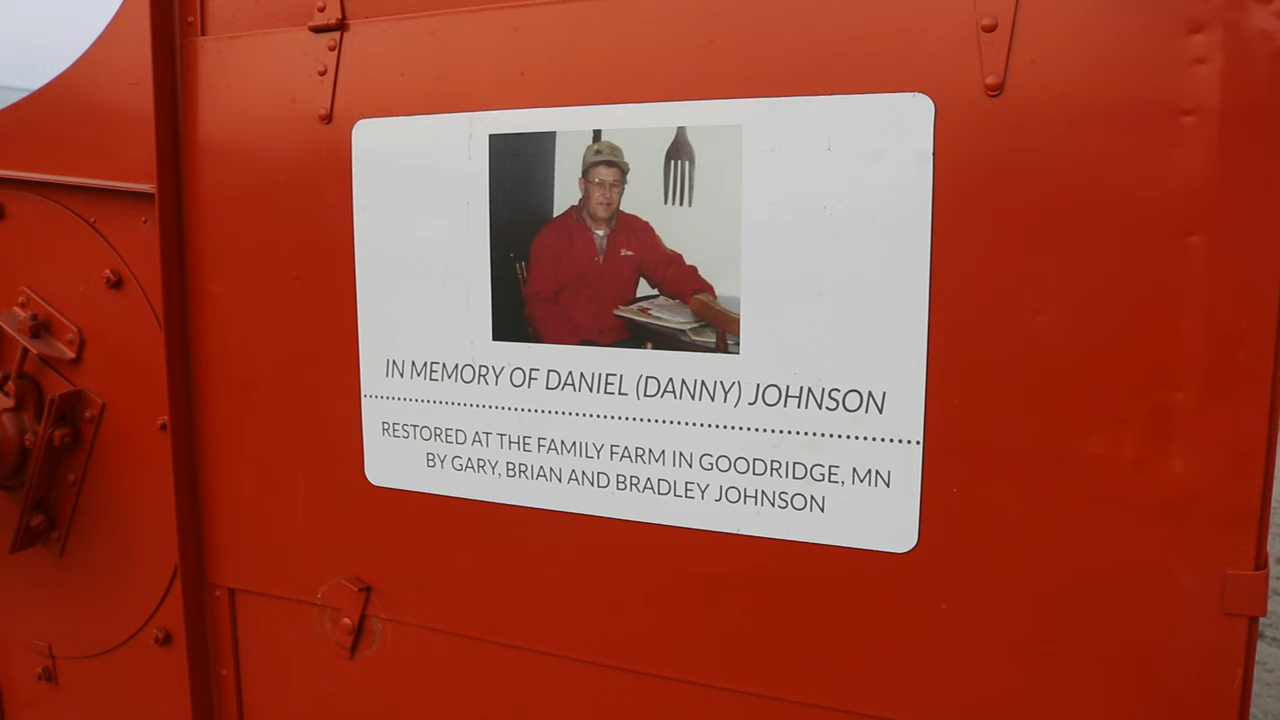 IN MEMORY OF DANIEL (DANNY) JOHNSON
RESTORED AT THE FAMILY FARM IN GOODRIDGE, MN
BY GARY, BRIAN AND BRADLEY JOHNSON